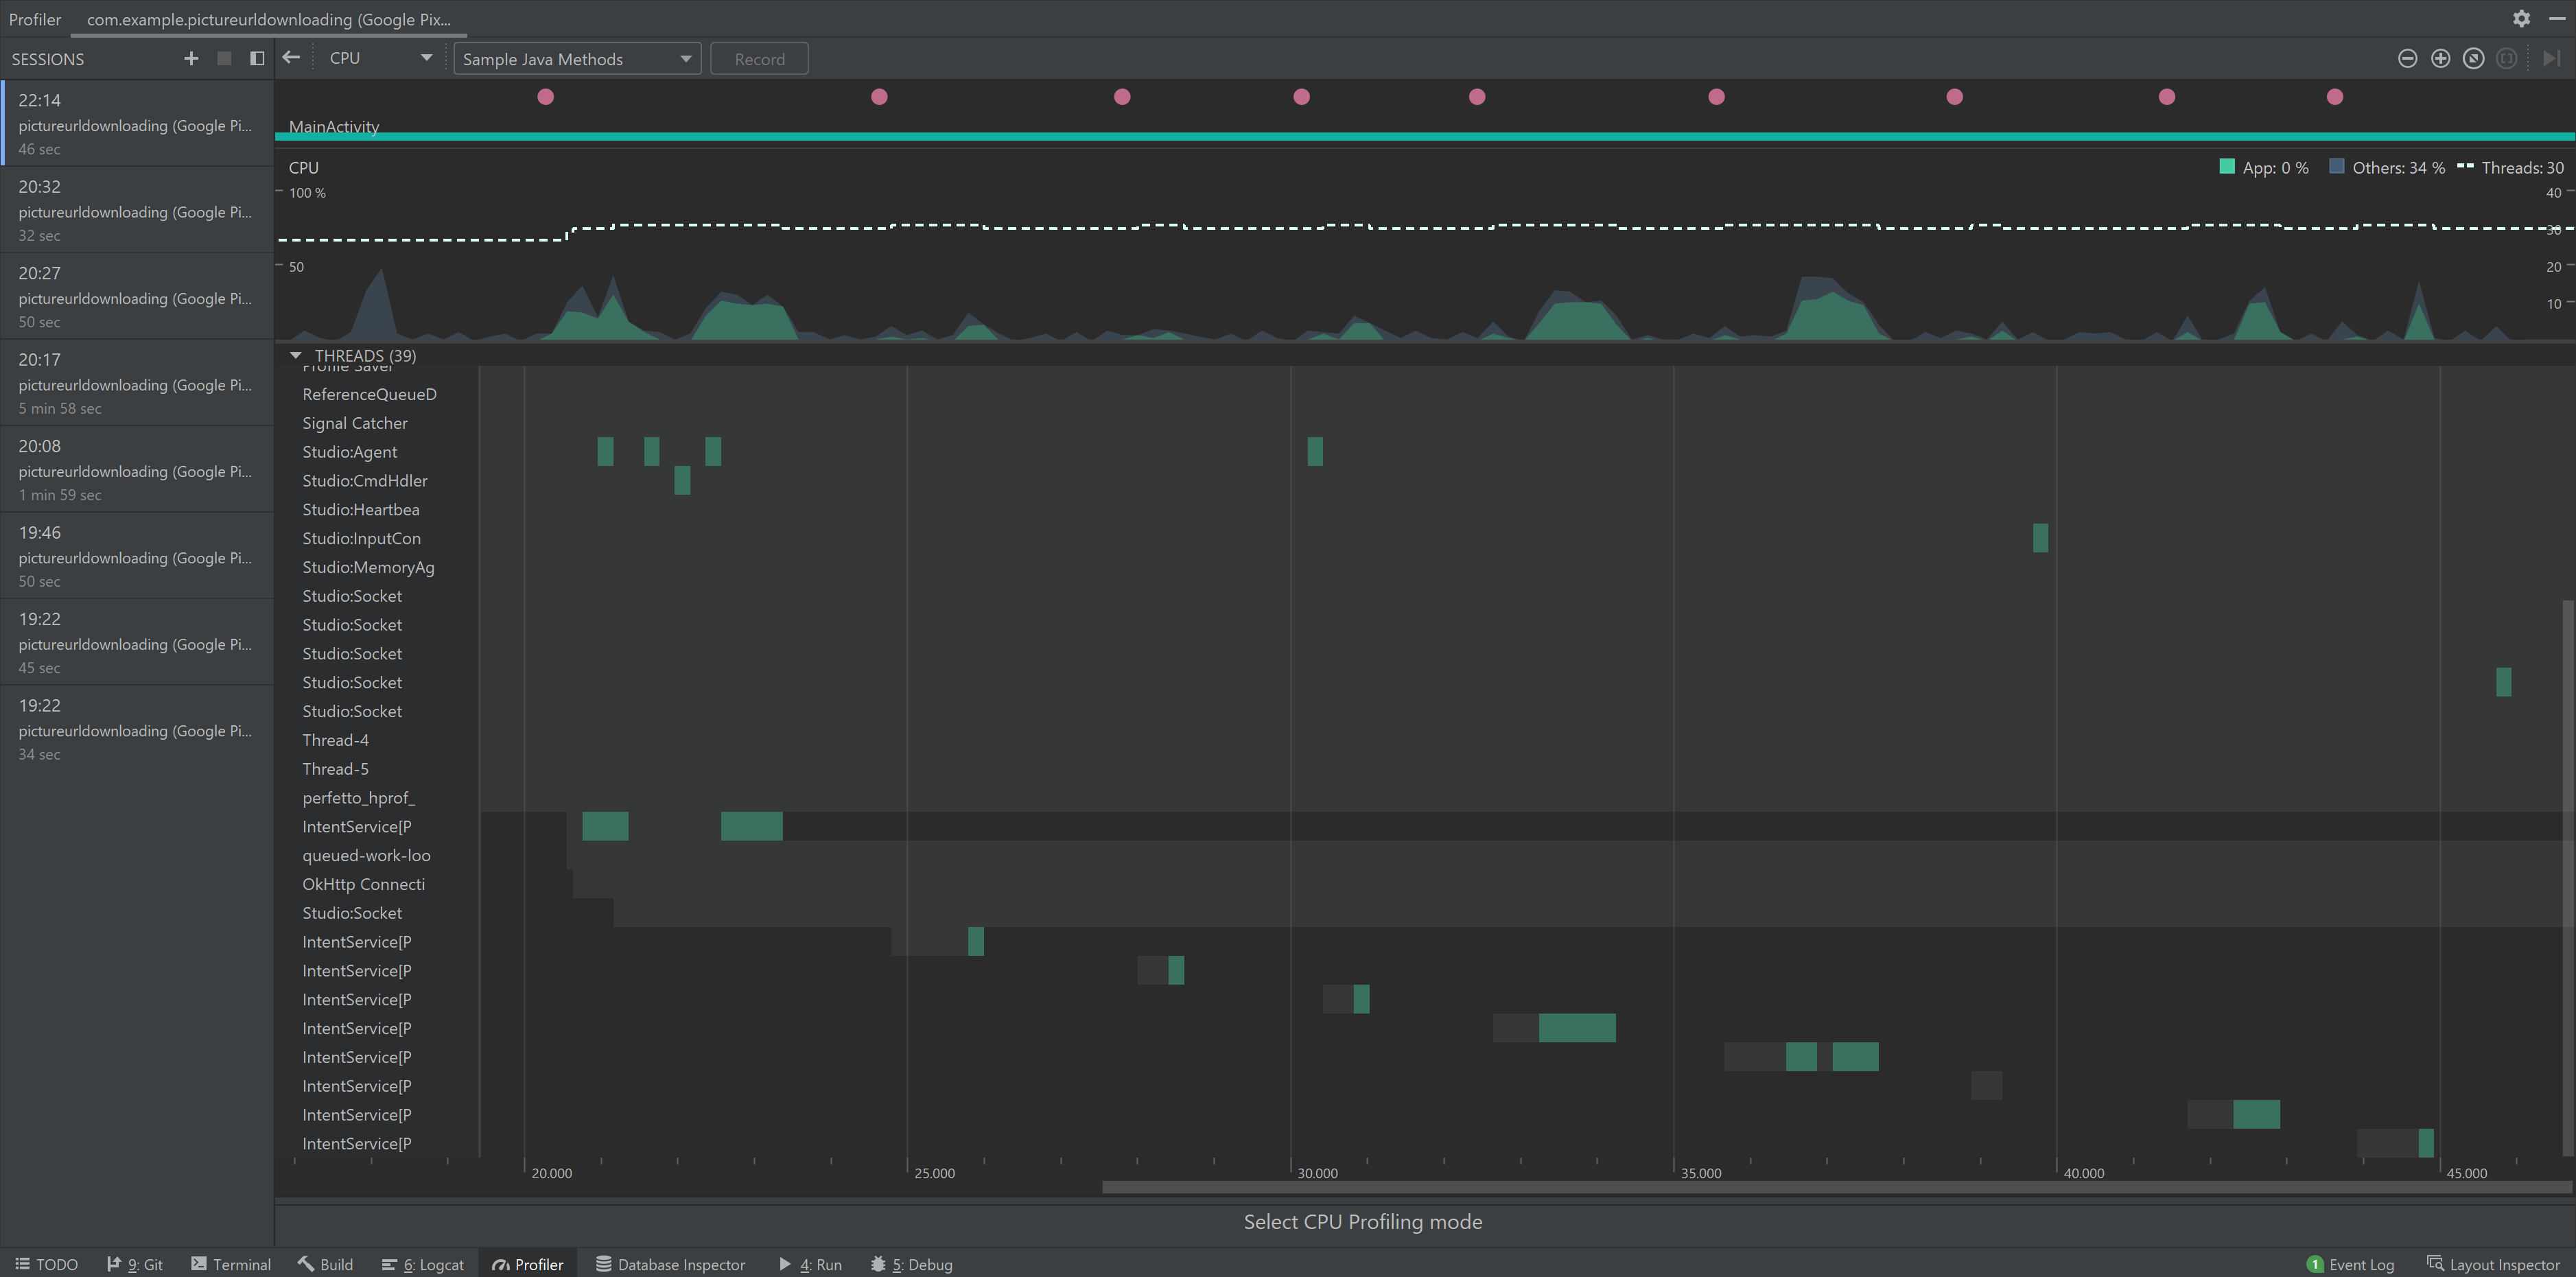 Profiler com.example.pictureurldownloading (Google Pix...
SESSIONS CPU Sample Java Methods Record
22:14
pictureurldownloading (Google Pi...
46 sec
20:32
pictureurldownloading (Google Pi...
32 sec
20:27
pictureurldownloading (Google Pi...
50 sec
20:17
pictureurldownloading (Google Pi...
5 min 58 sec
20:08
pictureurldownloading (Google Pi...
1 min 59 sec
19:46
pictureurldownloading (Google Pi...
50 sec
19:22
pictureurldownloading (Google Pi...
45 sec
19:22
pictureurldownloading (Google Pi...
34 sec
MainActivity
CPU App: 0 % Others: 34 % Threads: 30
100 % 40
30
50 20
10
THREADS (39)
Profile Saver
ReferenceQueueD
Signal Catcher
Studio:Agent
Studio:CmdHdler
Studio:Heartbea
Studio:InputCon
Studio:MemoryAg
Studio:Socket
Studio:Socket
Studio:Socket
Studio:Socket
Studio:Socket
Thread-4
Thread-5
perfetto_hprof_
IntentService[P
queued-work-loo
OkHttp Connecti
Studio:Socket
IntentService[P
IntentService[P
IntentService[P
IntentService[P
IntentService[P
IntentService[P
IntentService[P
IntentService[P
20.000 25.000 30.000 35.000 40.000 45.000
Select CPU Profiling mode
TODO 9: Git Terminal Build 6: Logcat Profiler Database Inspector 4: Run 5: Debug 1 Event Log Layout Inspector